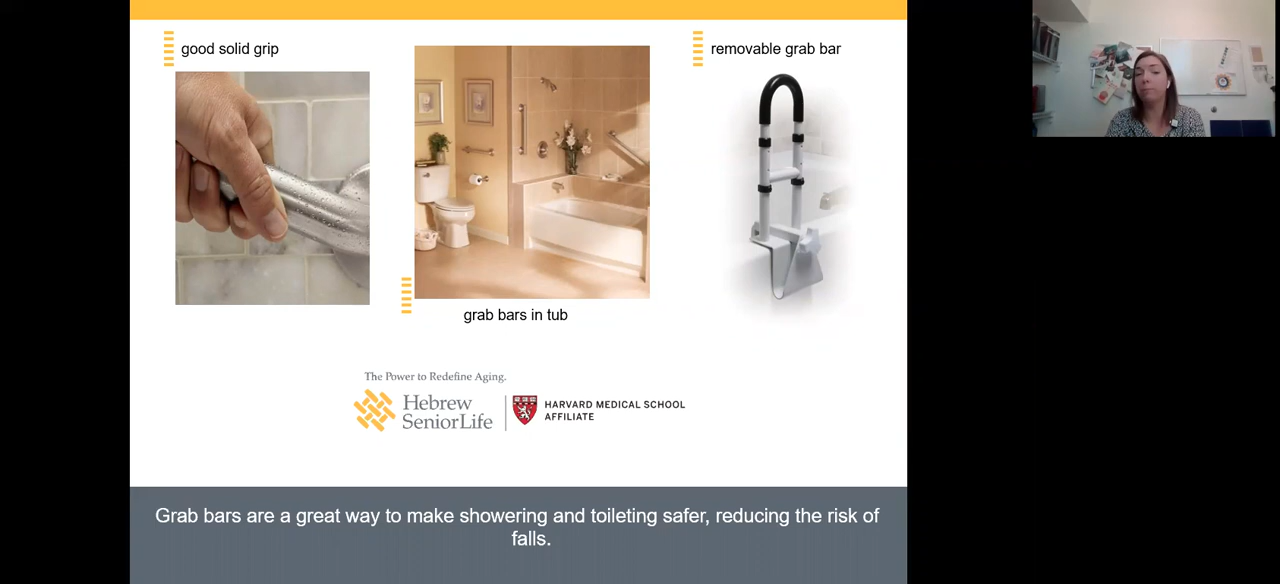 good solid grip
removable grab bar
grab bars in tub
The Power to Redefine Aging.
Hebrew
SeniorLife
HARVARD MEDICAL SCHOOL
AFFILIATE
Grab bars are a great way to make showering and toileting safer, reducing the risk of
falls.